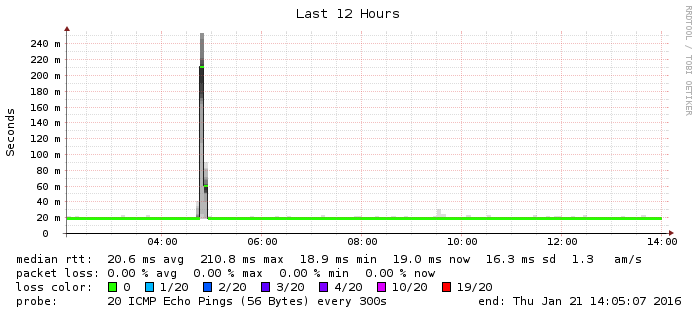 Last 12 Hours
RRDTOOL / TOBI OETIKER
Seconds
240 m
220 m
200 m
180 m
160 m
140 m
120 m
100 m
80 m
60 m
40 m
20 m
0
04:00 06:00 08:00 10:00 12:00 14:00
median rtt: 20.6 ms avg 210.8 ms max 18.9 ms min 19.0 ms now 16.3 ms sd 1.3 am/s
packet loss: 0.00 % avg 0.00 % max 0.00 % min 0.00 % now
loss color: 0 1/20 2/20 3/20 4/20 10/20 19/20
probe: 20 ICMP Echo Pings (56 Bytes) every 300s end: Thu Jan 21 14:05:07 2016